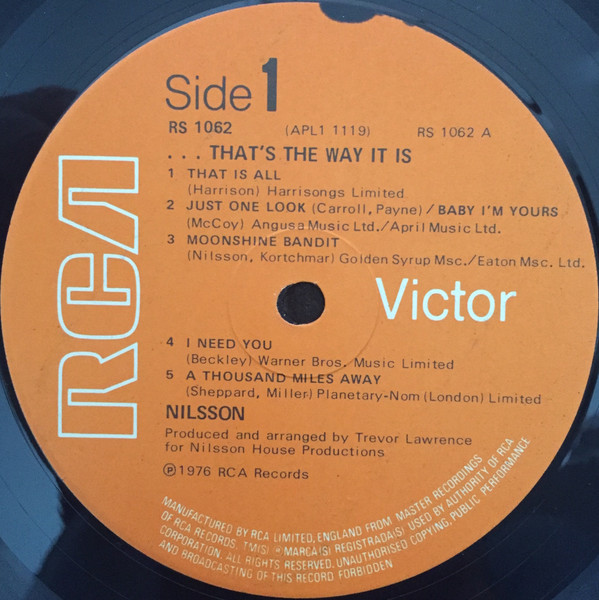 Side 1
RS 1062 (APL1 1119) RS 1062 A
. . . THAT'S THE WAY IT IS
1 THAT IS ALL
(Harrison) Harrisongs Limited
2 JUST ONE LOOK (Carroll, Payne) / BABY I'M YOURS
(McCoy) Angusa Music Ltd./April Music Ltd.
3 MOONSHINE BANDIT
(Nilsson, Kortchmar) Golden Syrup Msc./Eaton Msc. Ltd.
RCA
Victor
4 I NEED YOU
(Beckley) Warner Bros. Music Limited
5 A THOUSAND MILES AWAY
(Sheppard, Miller) Planetary-Nom (London) Limited
NILSSON
Produced and arranged by Trevor Lawrence
for Nilsson House Productions
℗ 1976 RCA Records
MANUFACTURED BY RCA LIMITED, ENGLAND FROM MASTER RECORDINGS
OF RCA RECORDS. TM(S) ® MARCA(S) REGISTRADA(S) USED BY AUTHORITY OF RCA
CORPORATION. ALL RIGHTS RESERVED. UNAUTHORISED COPYING, PUBLIC PERFORMANCE
AND BROADCASTING OF THIS RECORD FORBIDDEN